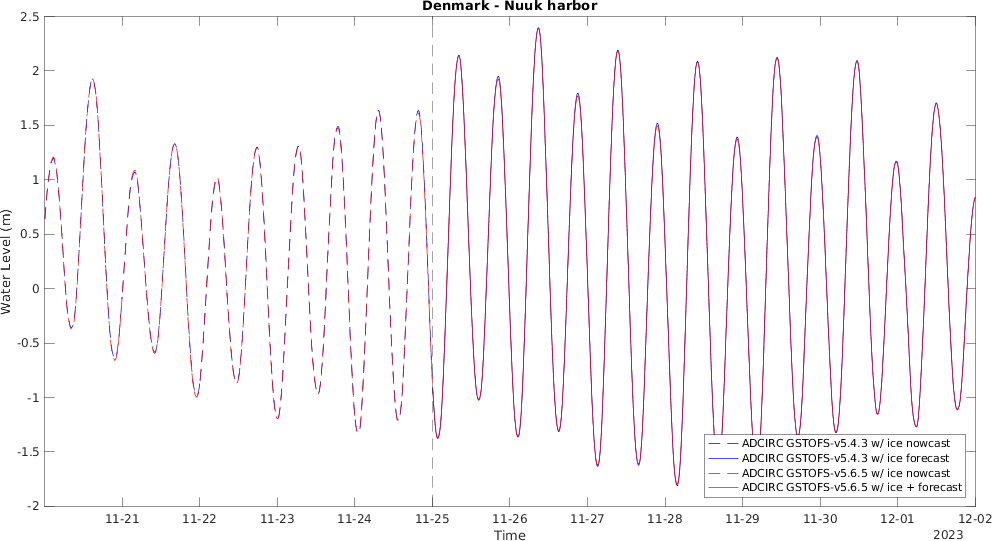 Denmark - Nuuk harbor
2.5
2
1.5
1
0.5
0
-0.5
-1
-1.5
-2
Water Level (m)
ADCIRC GSTOFS-v5.4.3 w/ ice nowcast
ADCIRC GSTOFS-v5.4.3 w/ ice forecast
ADCIRC GSTOFS-v5.6.5 w/ ice nowcast
ADCIRC GSTOFS-v5.6.5 w/ ice + forecast
11-21 11-22 11-23 11-24 11-25 11-26 11-27 11-28 11-29 11-30 12-01 12-02
Time
2023